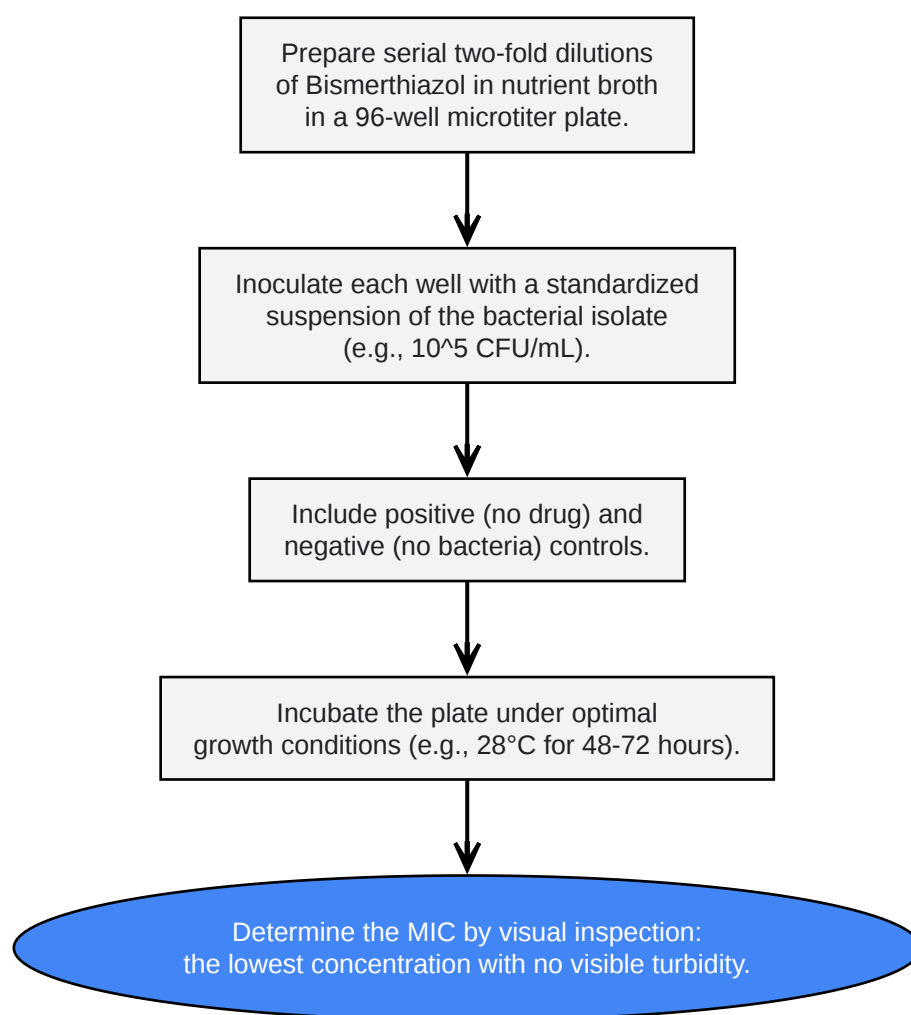 Prepare serial two-fold dilutions
of Bismerthiazol in nutrient broth
in a 96-well microtiter plate.
Inoculate each well with a standardized
suspension of the bacterial isolate
(e.g., 10^5 CFU/mL).
Include positive (no drug) and
negative (no bacteria) controls.
Incubate the plate under optimal
growth conditions (e.g., 28°C for 48-72 hours).
Determine the MIC by visual inspection:
the lowest concentration with no visible turbidity.